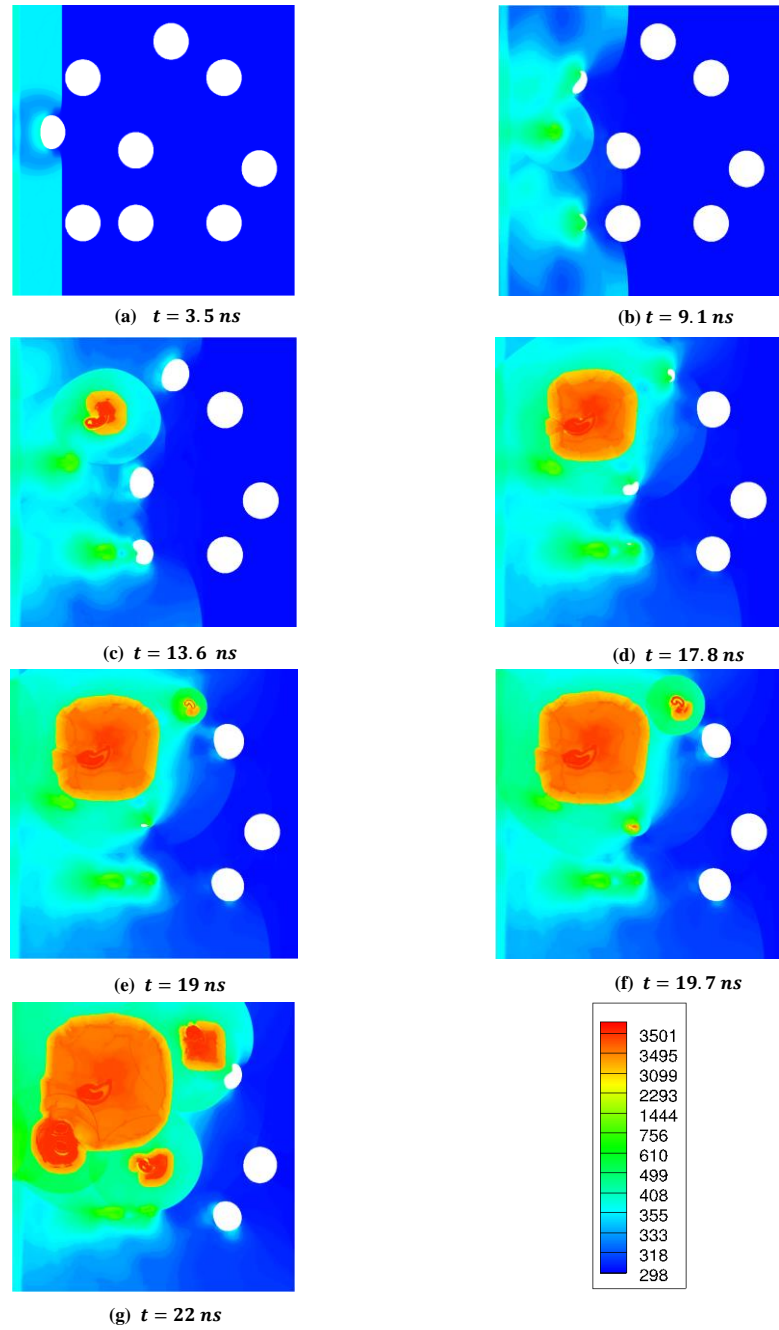 (a) t = 3.5 ns
(b) t = 9.1 ns
(c) t = 13.6 ns
(d) t = 17.8 ns
(e) t = 19 ns
(f) t = 19.7 ns
3501
3495
3099
2293
1444
756
610
499
408
355
333
318
298
(g) t = 22 ns